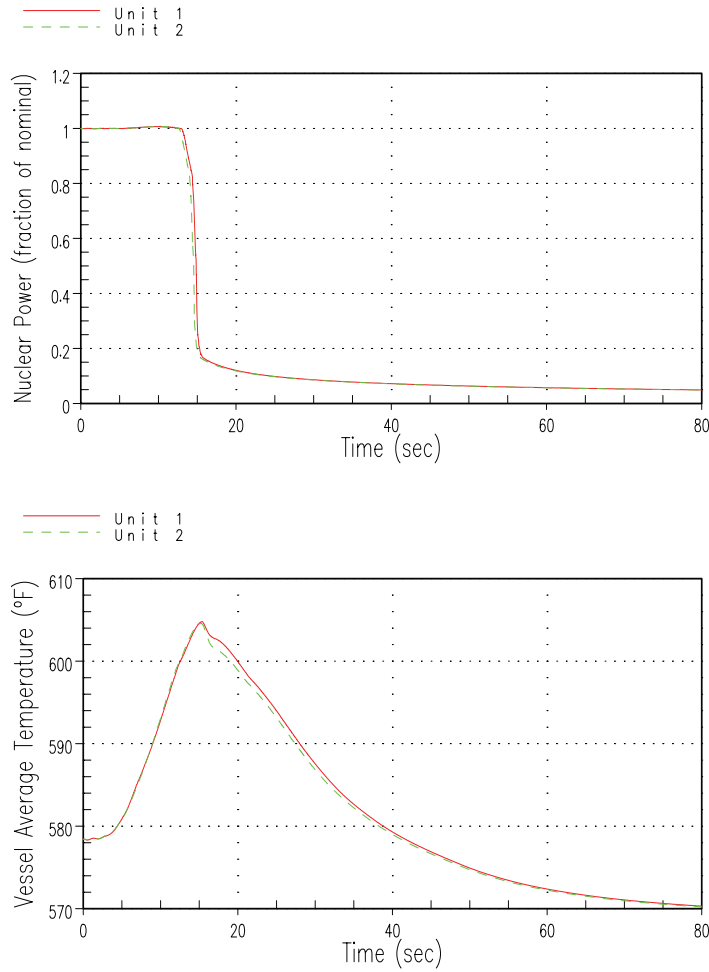 Unit 1
Unit 2
Nuclear Power (fraction of nominal)
1.2
1
0.8
0.6
0.4
0.2
0
0 20 40 60 80
Time (sec)
Unit 1
Unit 2
Vessel Average Temperature (ºF)
610
600
590
580
570
0 20 40 60 80
Time (sec)